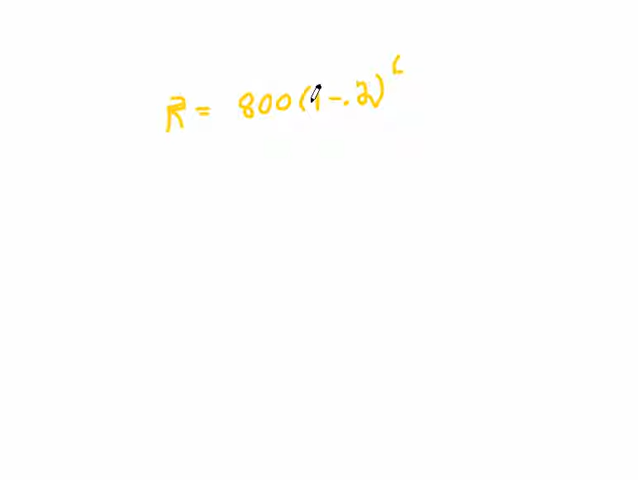 R = 800(1-.2)^t